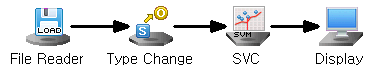 LOAD
S
O
SVM
File Reader
Type Change
SVC
Display